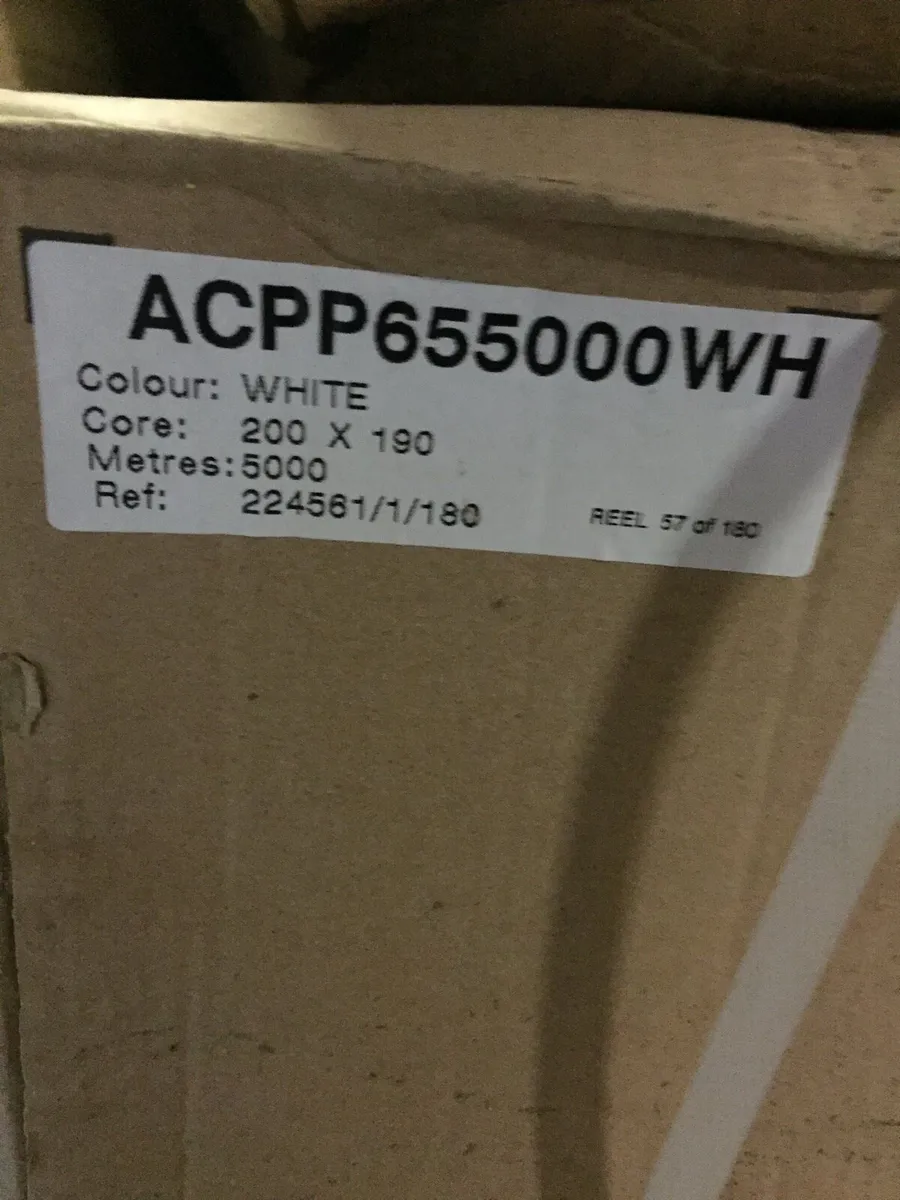 ACPP655000WH
Colour: WHITE
Core: 200 X 190
Metres: 5000
Ref: 224561/1/180
REEL 57 of 180